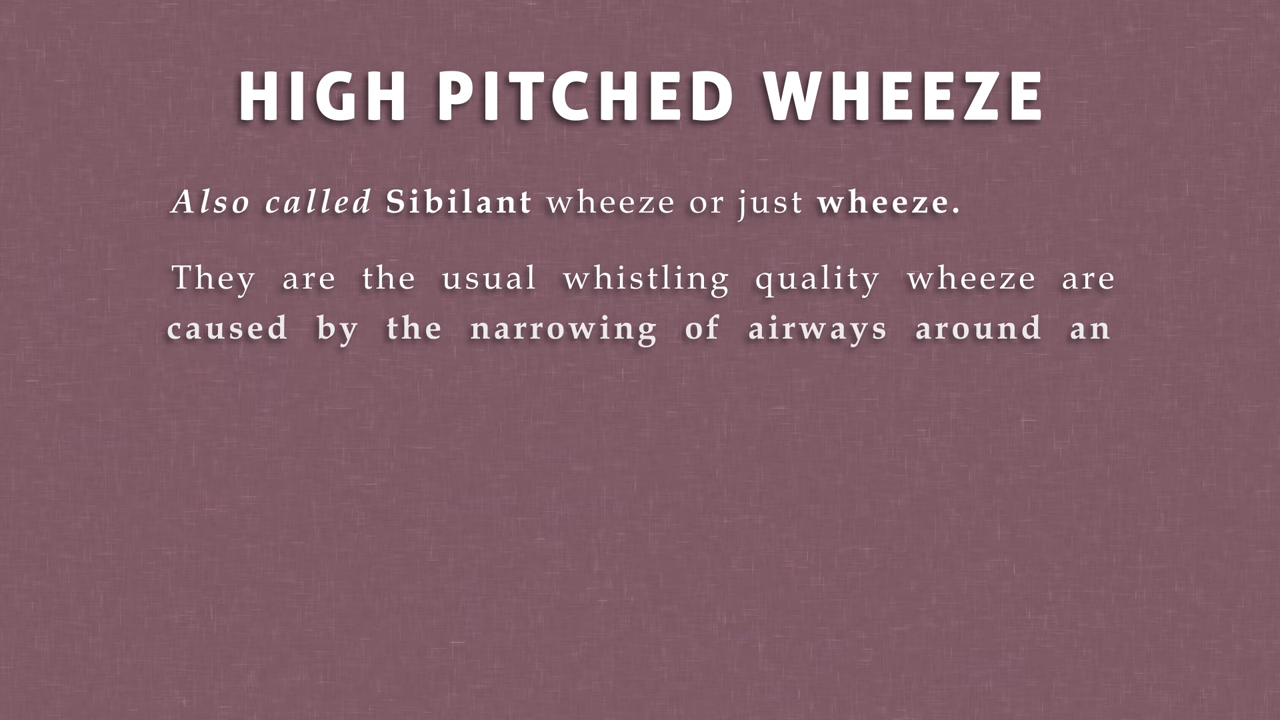 HIGH PITCHED WHEEZE
Also called Sibilant wheeze or just wheeze.
They are the usual whistling quality wheeze are
caused by the narrowing of airways around an